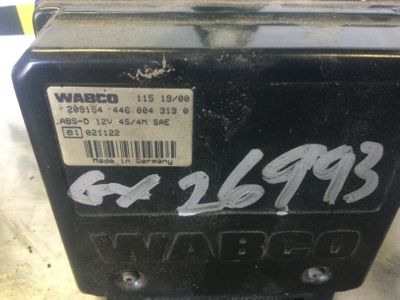 WABCO 115 19/00
209154 446 004 313 0
ABS-D 12V 4S/4M SAE
e1 021122
Made in Germany
GX 26993
WABCO